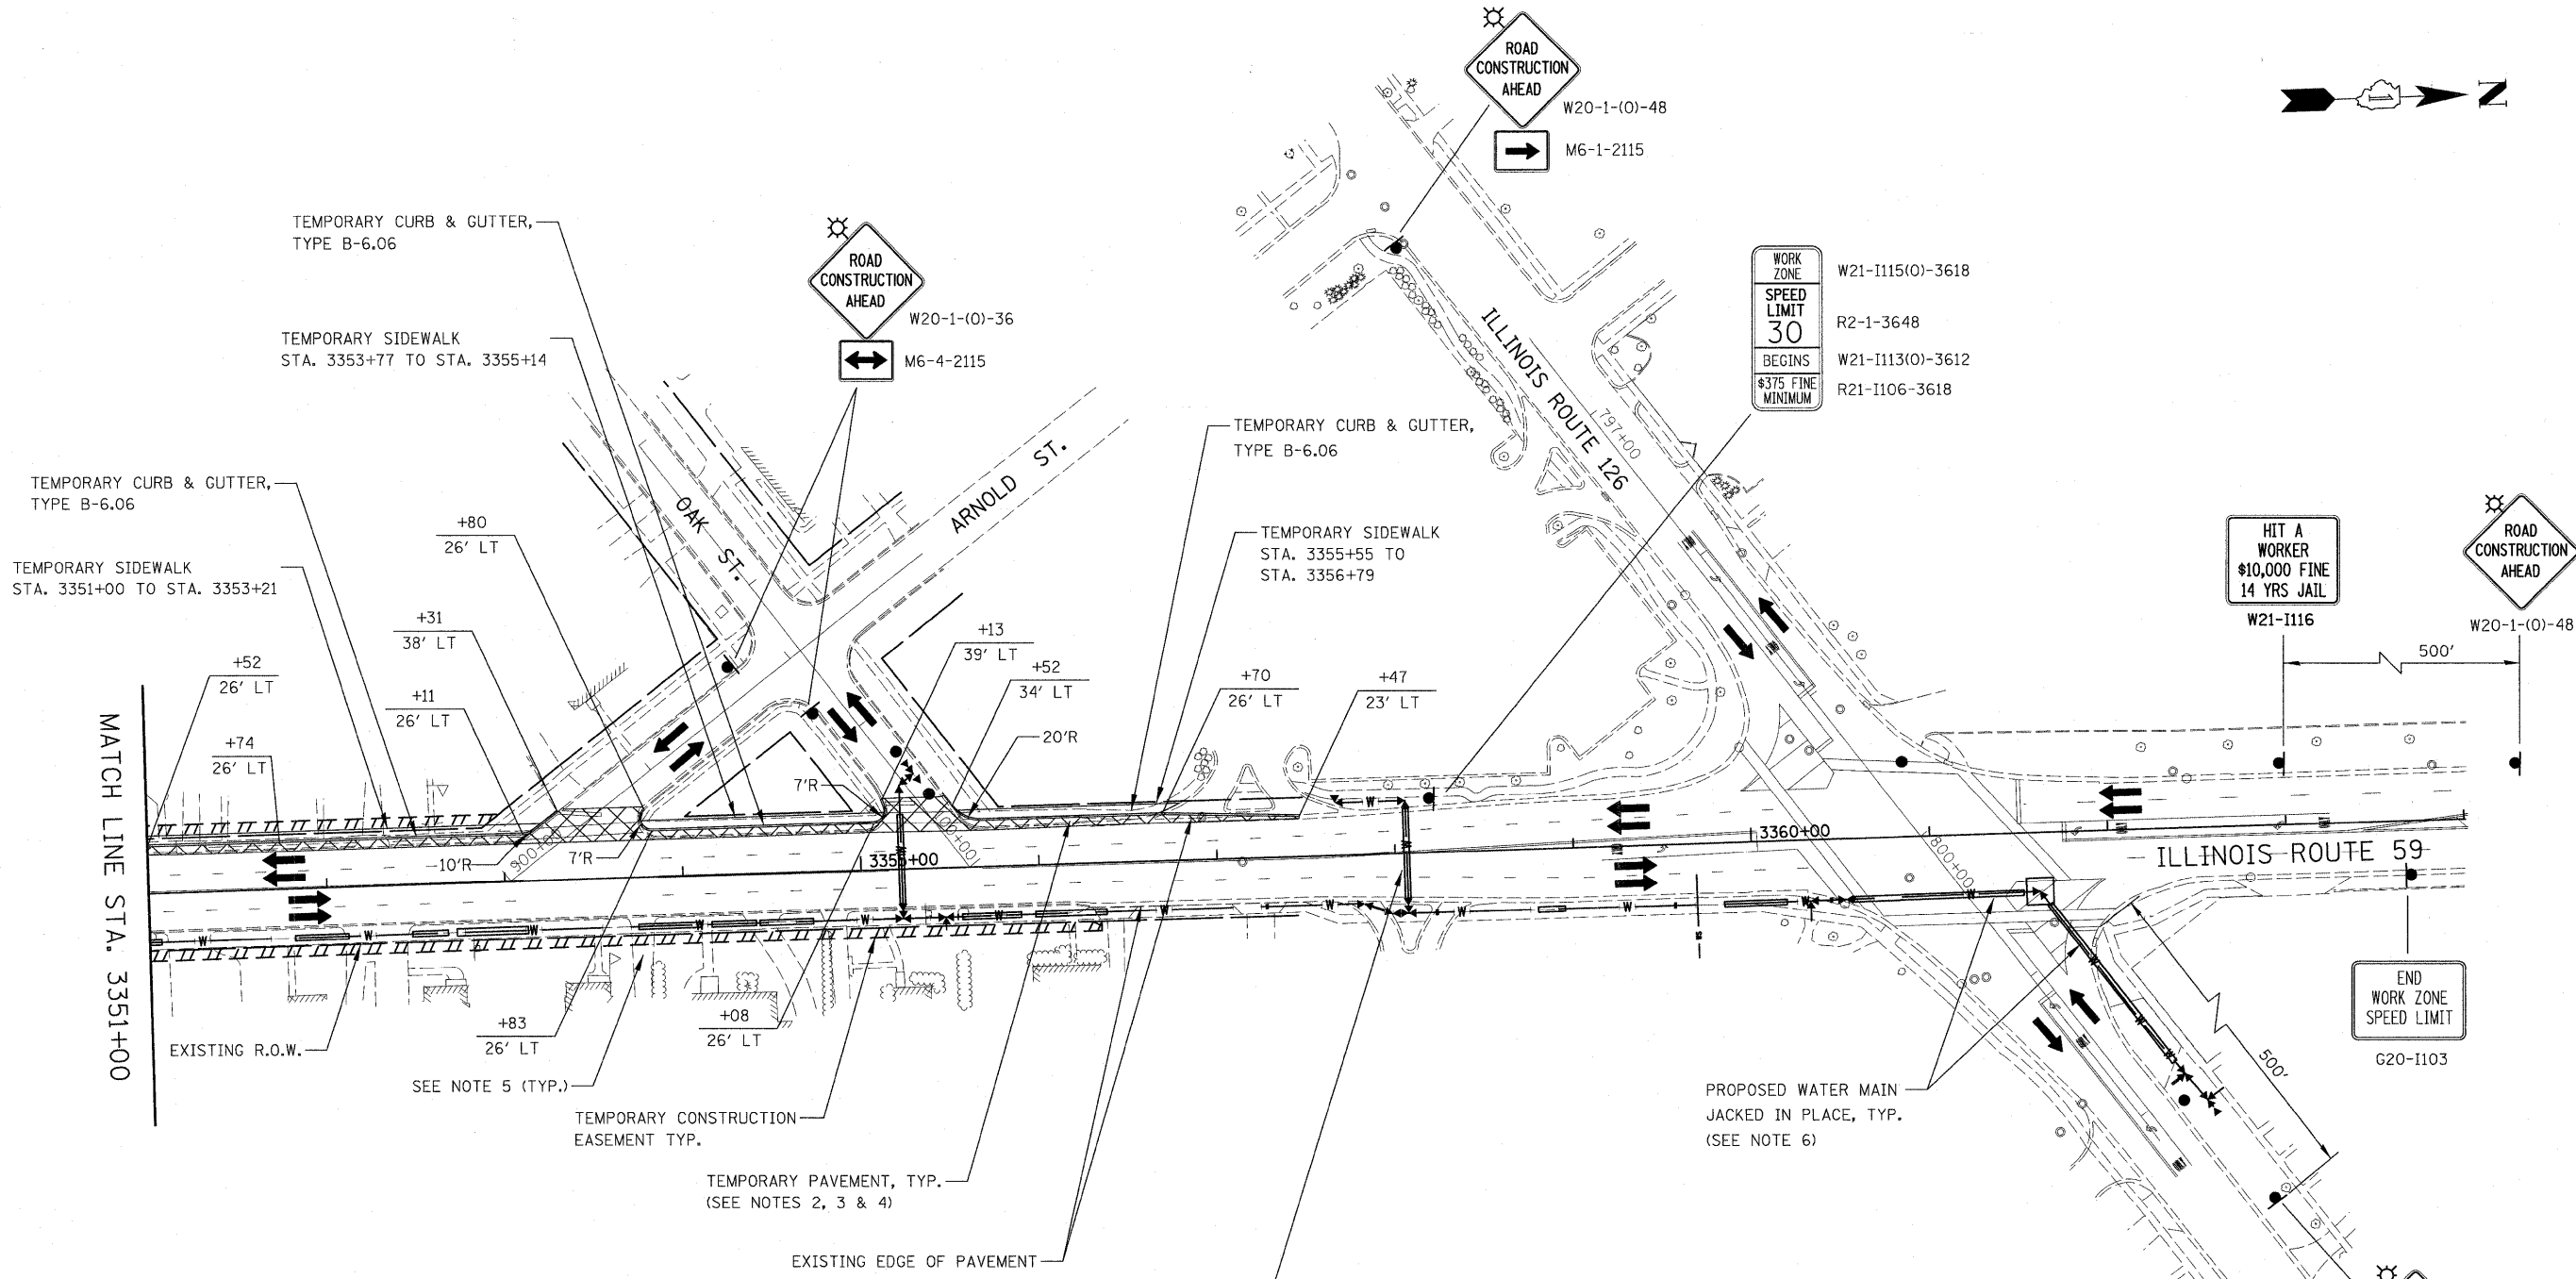 ROAD
CONSTRUCTION
AHEAD
W20-1-(O)-48
M6-1-2115
N
TEMPORARY CURB & GUTTER,
TYPE B-6.06
ROAD
CONSTRUCTION
AHEAD
W20-1-(O)-36
M6-4-2115
TEMPORARY SIDEWALK
STA. 3353+77 TO STA. 3355+14
WORK
ZONE
W21-I115(O)-3618
SPEED
LIMIT
30
R2-1-3648
BEGINS
W21-I113(O)-3612
$375 FINE
MINIMUM
R21-I106-3618
ILLINOIS ROUTE 126
797+00
TEMPORARY CURB & GUTTER,
TYPE B-6.06
TEMPORARY CURB & GUTTER,
TYPE B-6.06
OAK ST.
ARNOLD ST.
TEMPORARY SIDEWALK
STA. 3355+55 TO
STA. 3356+79
HIT A
WORKER
$10,000 FINE
14 YRS JAIL
W21-I116
ROAD
CONSTRUCTION
AHEAD
W20-1-(O)-48
500'
TEMPORARY SIDEWALK
STA. 3351+00 TO STA. 3353+21
+80
26' LT
+31
38' LT
+52
26' LT
+11
26' LT
+74
26' LT
+13
39' LT
+52
34' LT
+70
26' LT
+47
23' LT
20'R
7'R
10'R
7'R
3355+00
3360+00
800+00
ILLINOIS ROUTE 59
MATCH LINE STA. 3351+00
W
W
W
W
W
W
W
W
W
W
+83
26' LT
+08
26' LT
EXISTING R.O.W.
SEE NOTE 5 (TYP.)
TEMPORARY CONSTRUCTION
EASEMENT TYP.
TEMPORARY PAVEMENT, TYP.
(SEE NOTES 2, 3 & 4)
EXISTING EDGE OF PAVEMENT
PROPOSED WATER MAIN
JACKED IN PLACE, TYP.
(SEE NOTE 6)
END
WORK ZONE
SPEED LIMIT
G20-I103
500'